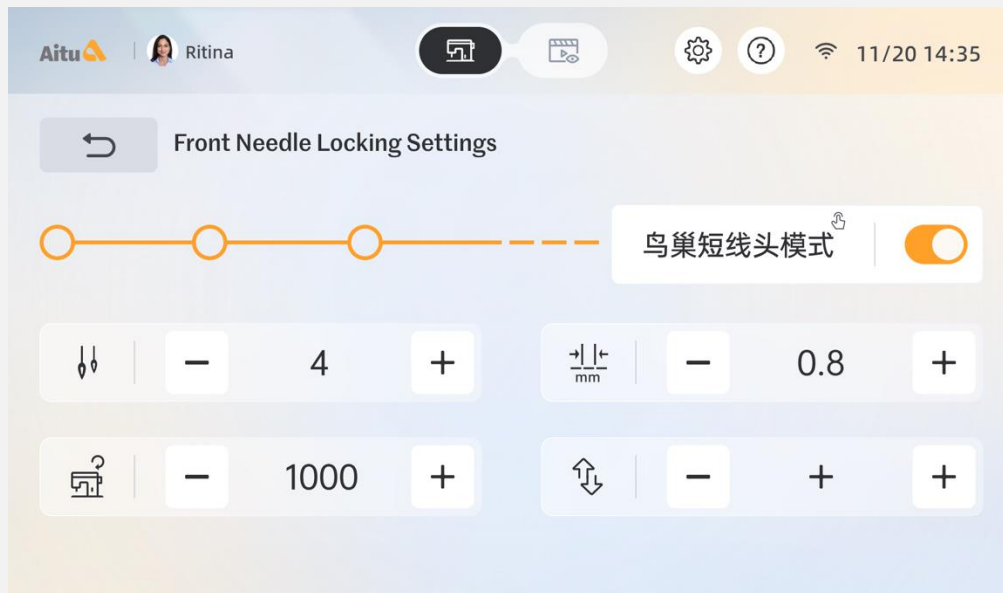 Aitu
Ritina
11/20 14:35
Front Needle Locking Settings
鸟巢短线头模式
− 4 +
mm
− 0.8 +
− 1000 +
− + +